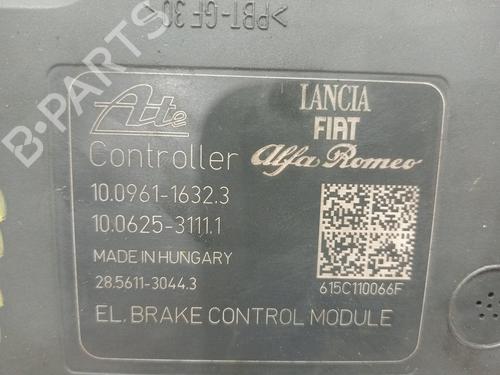 >PBT-GF30<
Ate
LANCIA
FIAT
Alfa Romeo
Controller
10.0961-1632.3
10.0625-3111.1
MADE IN HUNGARY
28.5611-3044.3
615C110066F
EL. BRAKE CONTROL MODULE
B-PARTS